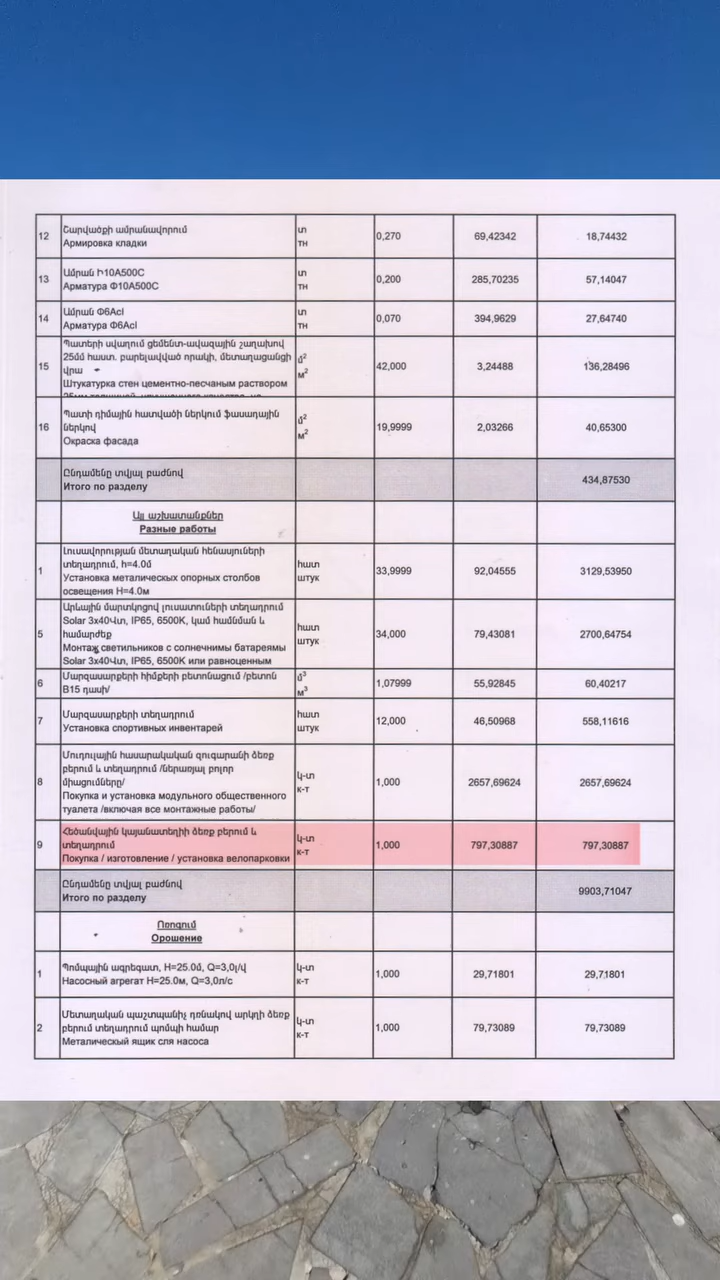 12 Շարվածքի ամրանավորում տ 0,270 69,42342 18,74432
Армировка кладки тн
13 Ամրան Ի10A500C տ 0,200 285,70235 57,14047
Арматура Ф10А500С тн
14 Ամրան Ф6AcI տ 0,070 394,9629 27,64740
Арматура Ф6AcI тн
Պատերի սվաղում ցեմենտ-ավազային շաղախով
25մմ հաստ. բարելավված որակի, մետաղացանցի մ²
15 վրա м² 42,000 3,24488 136,28496
Штукатурка стен цементно-песчаным раствором
Պատի դիմային հատվածի ներկում ֆասադային մ²
16 ներկով м² 19,9999 2,03266 40,65300
Окраска фасада
Ընդամենը տվյալ բաժնով 434,87530
Итого по разделу
Այլ աշխատանքներ
Разные работы
Լուսավորության մետաղական հենասյուների
տեղադրում, h=4.0մ հատ
1 Установка металических опорных столбов штук 33,9999 92,04555 3129,53950
освещения H=4.0м
Արևային մարտկոցով լուսատուների տեղադրում
Solar 3x40Վտ, IP65, 6500K, կամ համնման և հատ
5 համարժեք штук 34,000 79,43081 2700,64754
Монтаж светильников с солнечнимы батареямы
Solar 3x40Վտ, IP65, 6500K или равноценным
6 Մարզասարքերի հիմքերի բետոնացում /բետոն մ³ 1,07999 55,92845 60,40217
B15 դասի/ м³
7 Մարզասարքերի տեղադրում հատ 12,000 46,50968 558,11616
Установка спортивных инвентарей штук
Մոդուլային հասարակական զուգարանի ձեռք
բերում և տեղադրում /ներառյալ բոլոր կ-տ
8 միացումները/ к-т 1,000 2657,69624 2657,69624
Покупка и установка модульного общественного
туалета /включая все монтажные работы/
Հեծանվային կայանատեղիի ձեռք բերում և կ-տ
9 տեղադրում к-т 1,000 797,30887 797,30887
Покупка / изготовление / установка велопарковки
Ընդամենը տվյալ բաժնով 9903,71047
Итого по разделу
Ոռոգում
Орошение
1 Պոմպային ագրեգատ, H=25.0մ, Q=3,0լ/վ կ-տ 1,000 29,71801 29,71801
Насосный агрегат H=25.0м, Q=3,0л/с к-т
Մետաղական պաշտպանիչ դռնակով արկղի ձեռք կ-տ
2 բերում տեղադրում պոմպի համար к-т 1,000 79,73089 79,73089
Металический ящик сля насоса